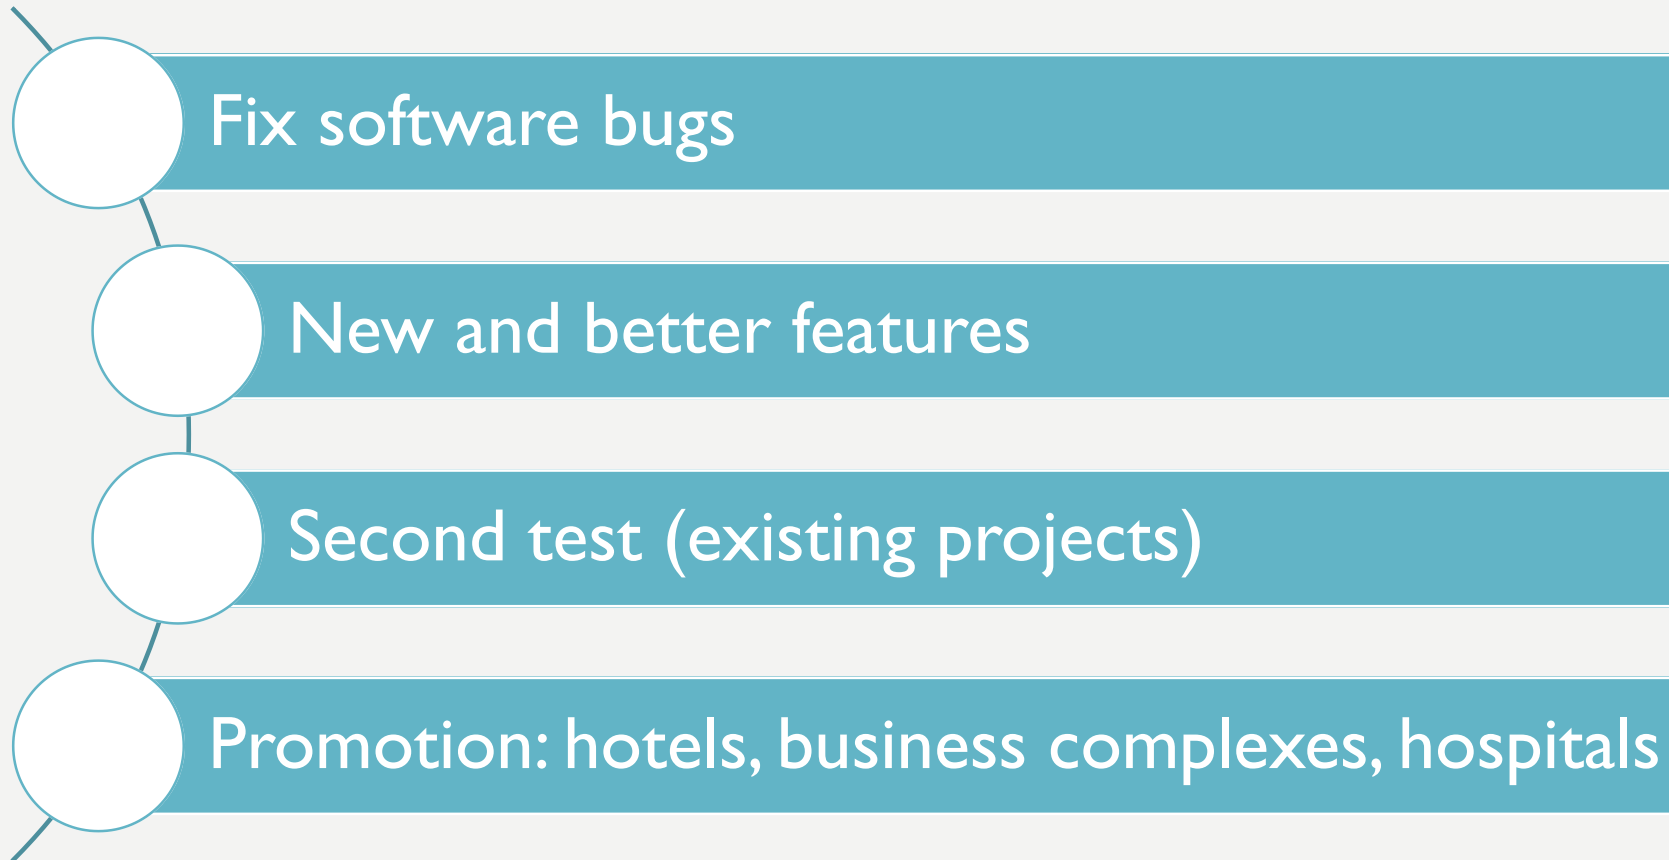 Fix software bugs
New and better features
Second test (existing projects)
Promotion: hotels, business complexes, hospitals